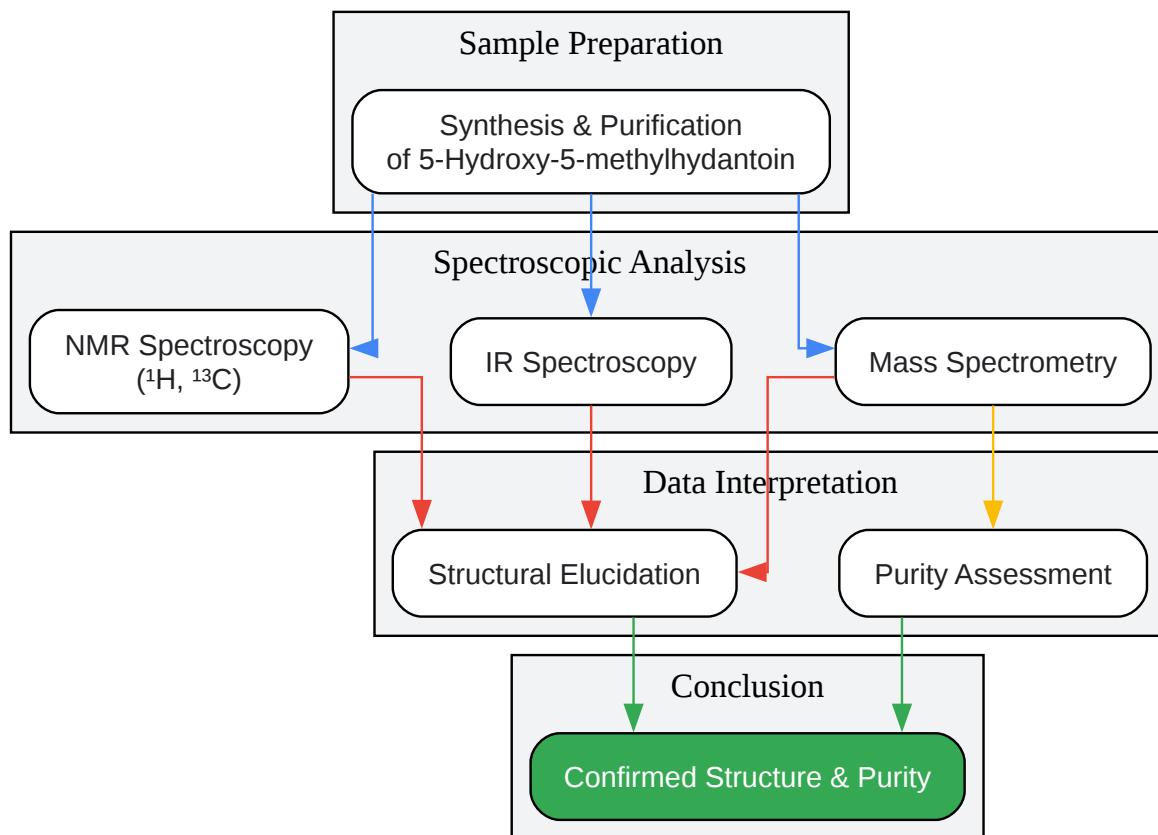 Sample Preparation
Synthesis & Purification
of 5-Hydroxy-5-methylhydantoin
Spectroscopic Analysis
NMR Spectroscopy
(¹H, ¹³C)
IR Spectroscopy
Mass Spectrometry
Data Interpretation
Structural Elucidation
Purity Assessment
Conclusion
Confirmed Structure & Purity